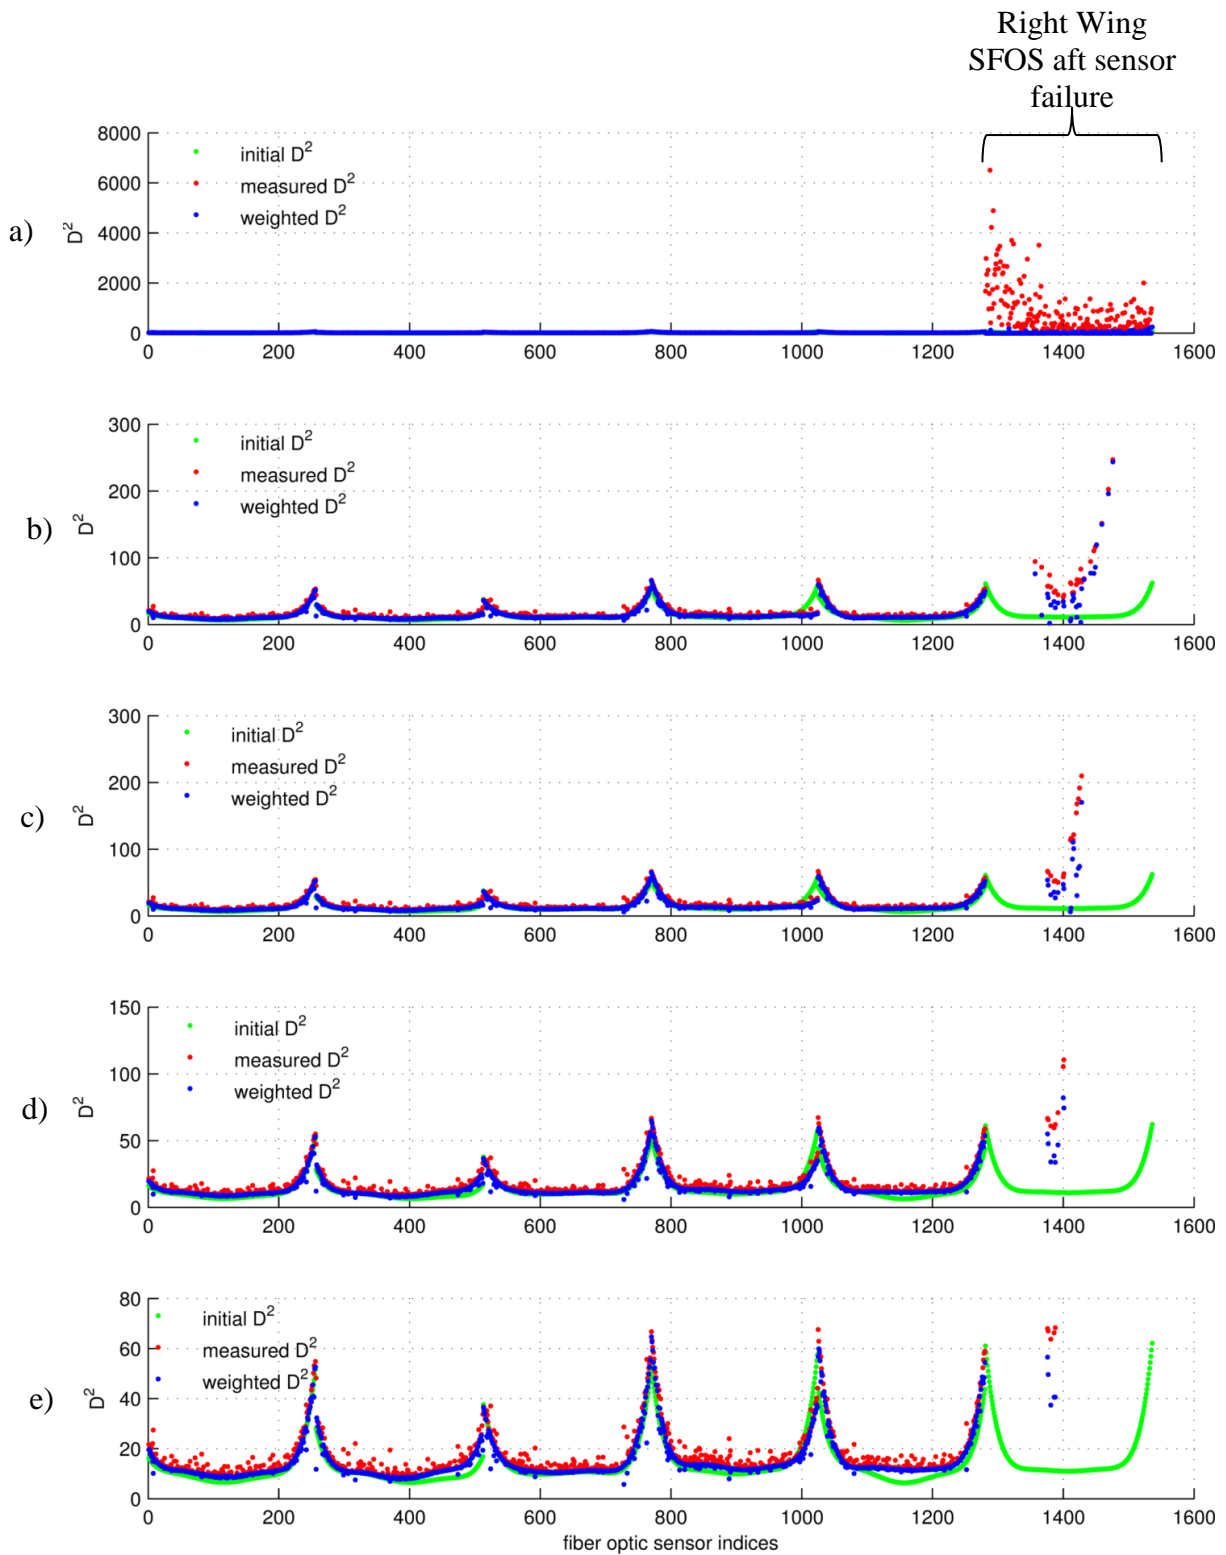 Right Wing
SFOS aft sensor
failure
a)
D²
8000
6000
4000
2000
0
initial D²
measured D²
weighted D²
0 200 400 600 800 1000 1200 1400 1600
b)
D²
300
200
100
0
initial D²
measured D²
weighted D²
0 200 400 600 800 1000 1200 1400 1600
c)
D²
300
200
100
0
initial D²
measured D²
weighted D²
0 200 400 600 800 1000 1200 1400 1600
d)
D²
150
100
50
0
initial D²
measured D²
weighted D²
0 200 400 600 800 1000 1200 1400 1600
e)
D²
80
60
40
20
0
initial D²
measured D²
weighted D²
0 200 400 600 800 1000 1200 1400 1600
fiber optic sensor indices